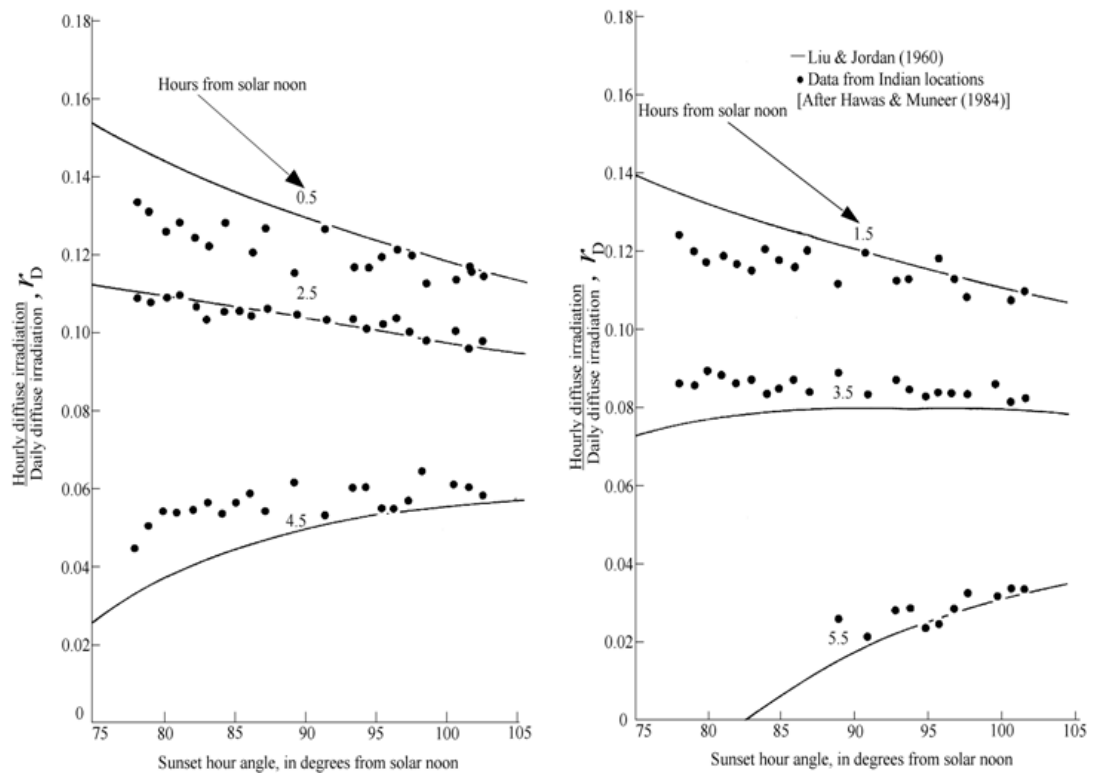 0.18
0.16
0.14
0.12
0.10
0.08
0.06
0.04
0.02
0
Hours from solar noon
0.5
2.5
4.5
Hourly diffuse irradiation
Daily diffuse irradiation , rD
75 80 85 90 95 100 105
Sunset hour angle, in degrees from solar noon
0.18
0.16
0.14
0.12
0.10
0.08
0.06
0.04
0.02
0
— Liu & Jordan (1960)
• Data from Indian locations
[After Hawas & Muneer (1984)]
Hours from solar noon
1.5
3.5
5.5
Hourly diffuse irradiation
Daily diffuse irradiation , rD
75 80 85 90 95 100 105
Sunset hour angle, in degrees from solar noon